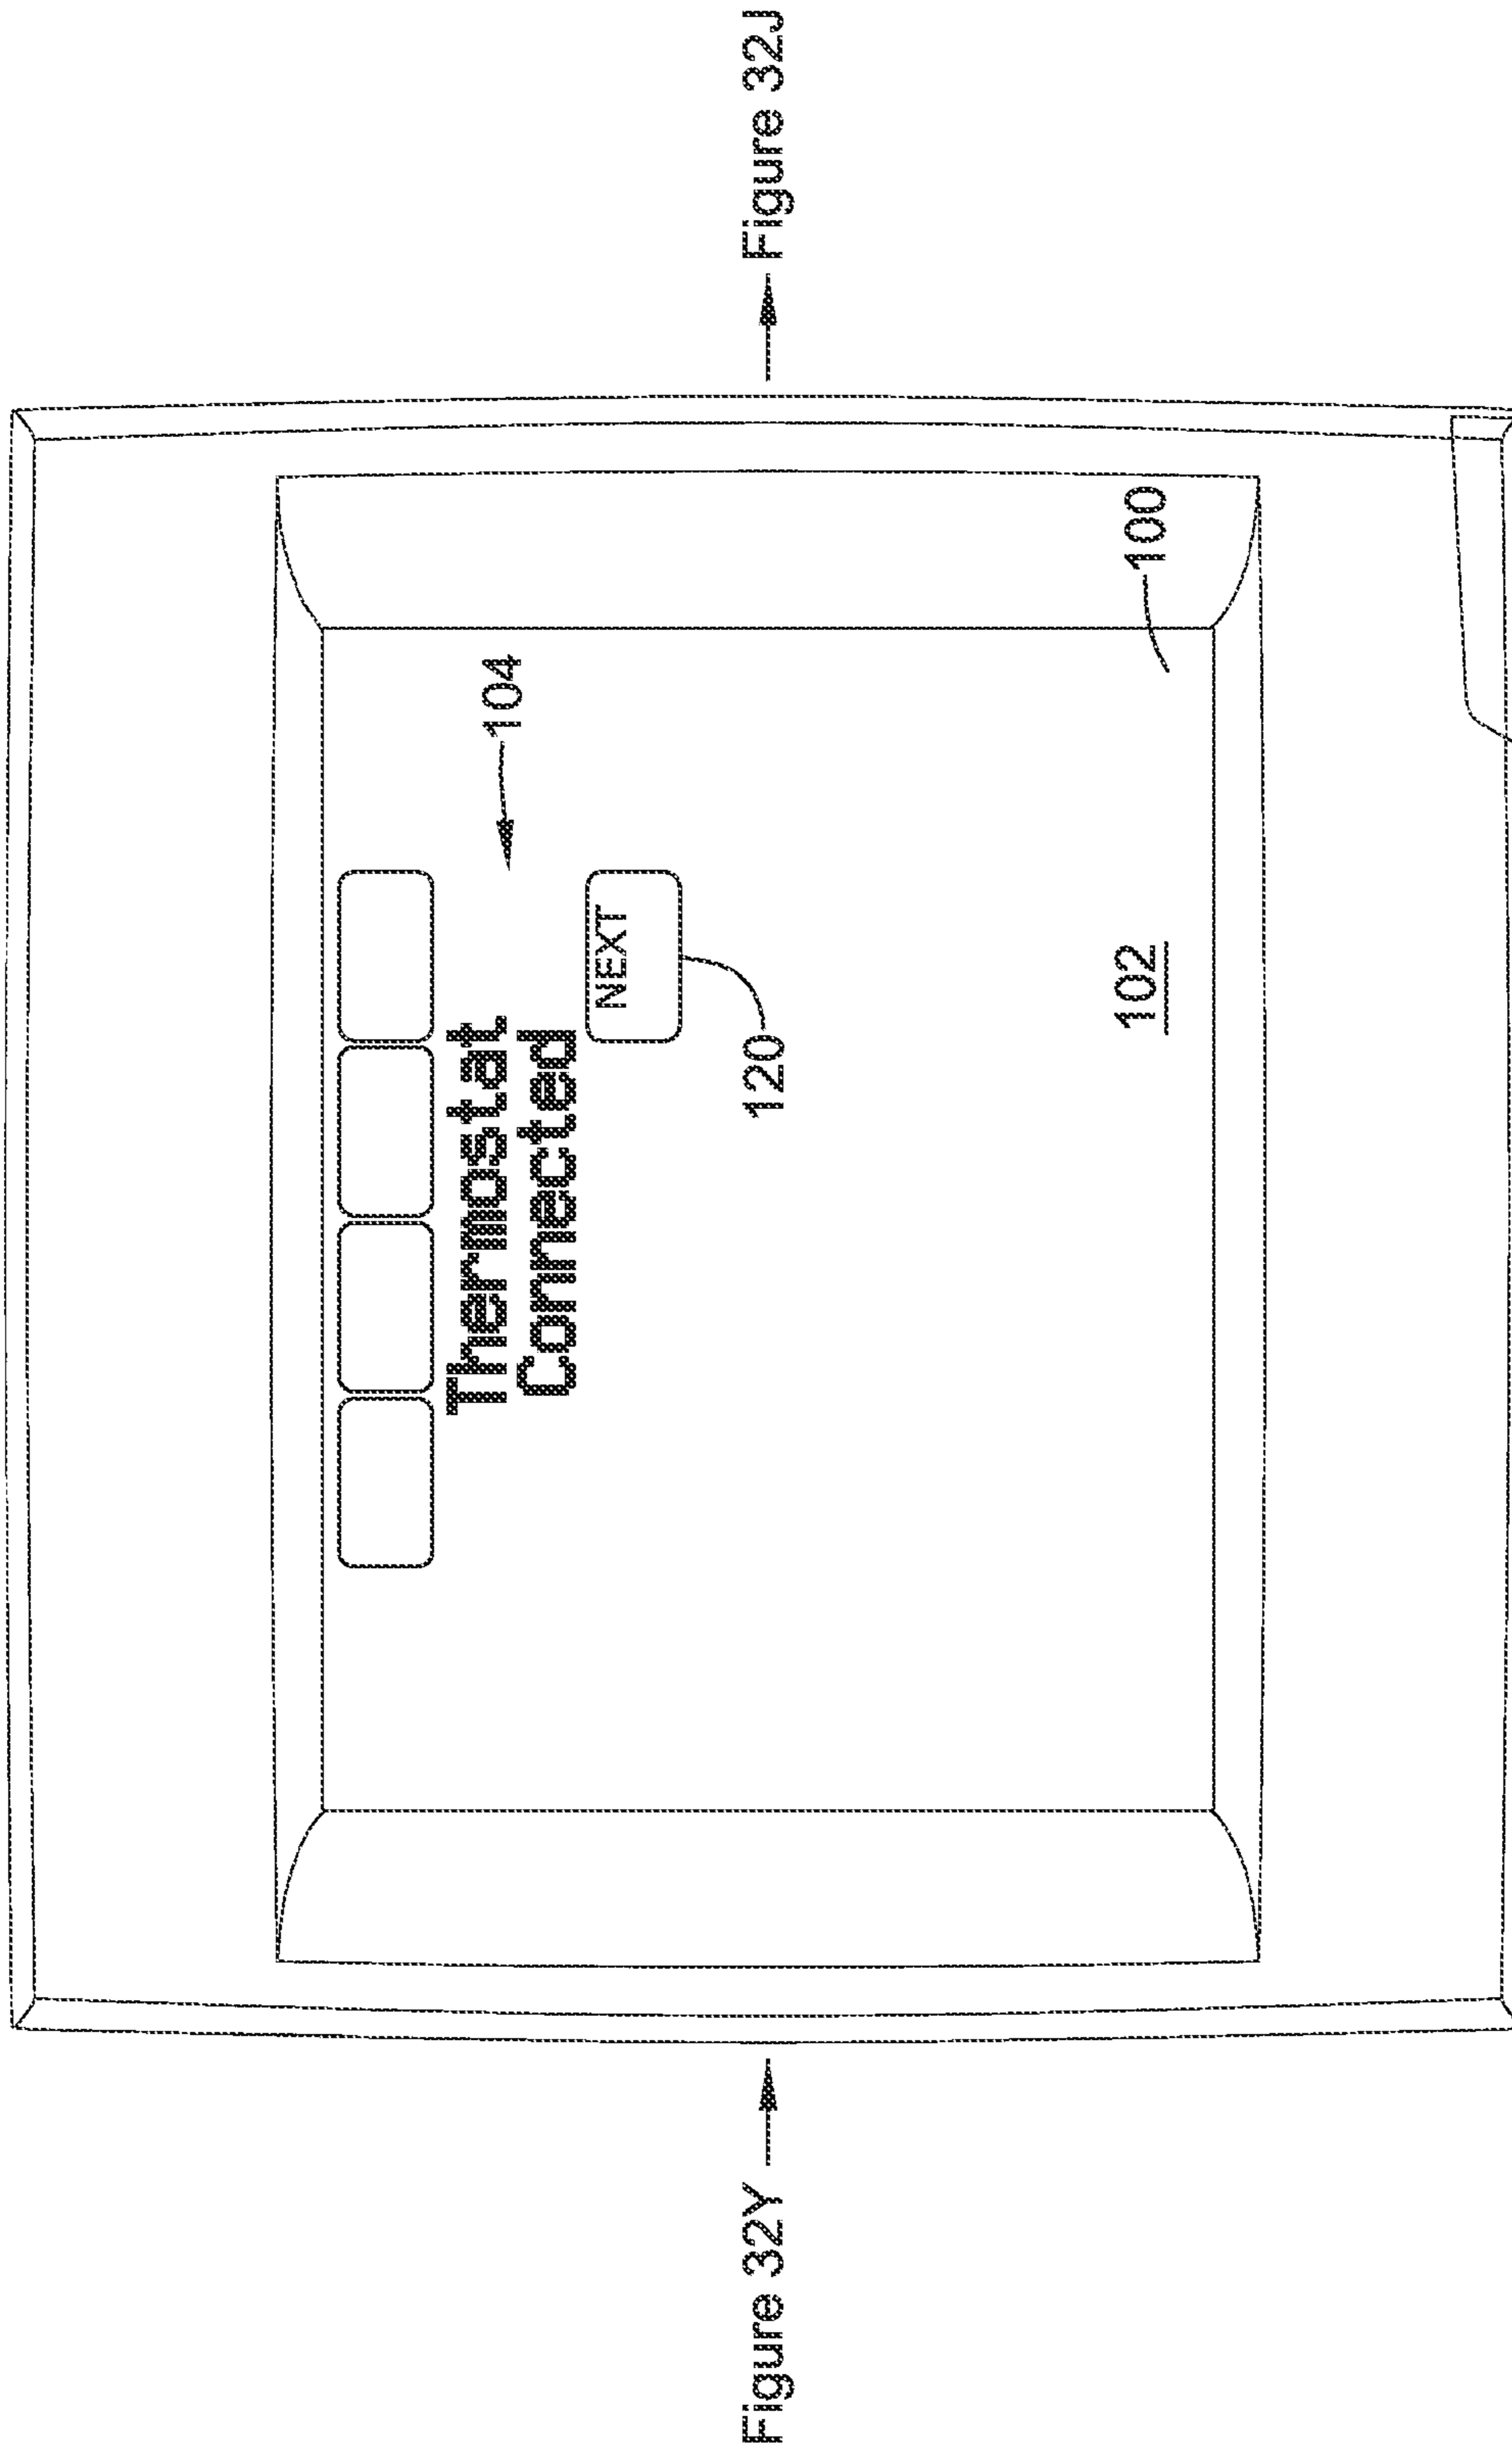 Thermostat
Connected
104
NEXT
120
102
100
Figure 32Y
Figure 32J